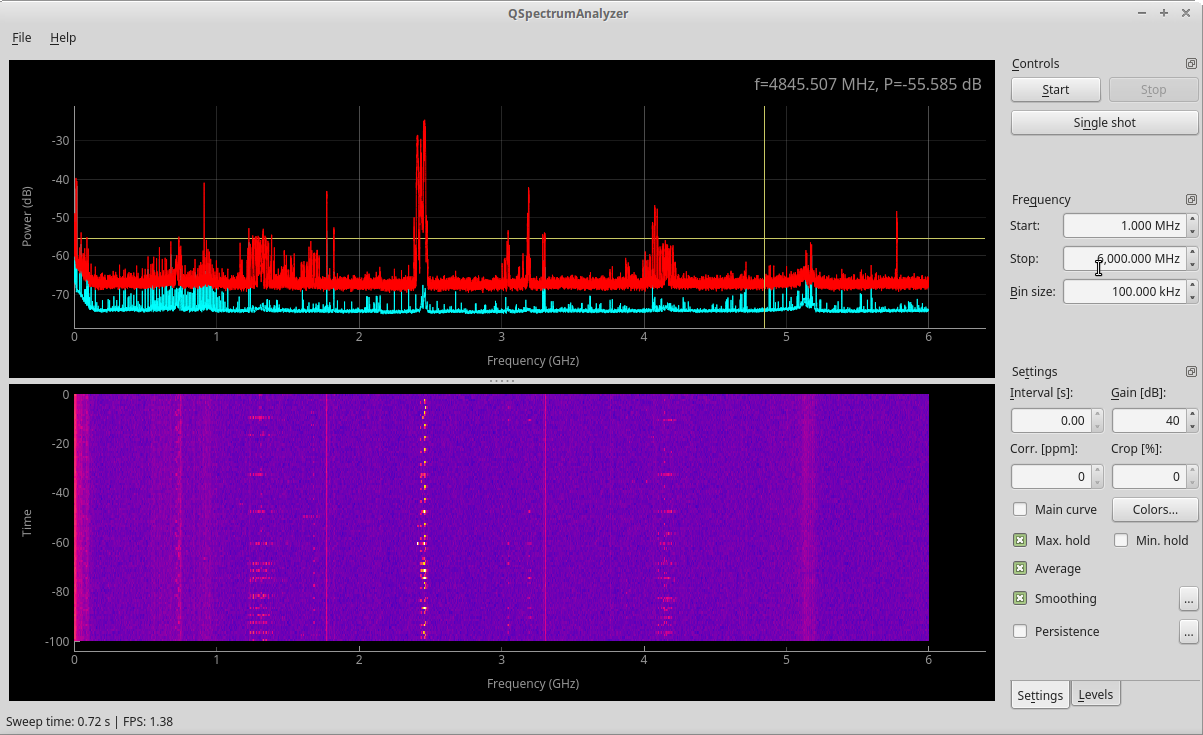 QSpectrumAnalyzer
File Help
f=4845.507 MHz, P=-55.585 dB
-30
-40
-50
-60
-70
Power (dB)
0 1 2 3 4 5 6
Frequency (GHz)
0
-20
-40
-60
-80
-100
Time
0 1 2 3 4 5 6
Frequency (GHz)
Controls
Start Stop
Single shot
Frequency
Start: 1.000 MHz
Stop: 6,000.000 MHz
Bin size: 100.000 kHz
Settings
Interval [s]: Gain [dB]:
0.00 40
Corr. [ppm]: Crop [%]:
0 0
Main curve Colors...
Max. hold Min. hold
Average
Smoothing ...
Persistence ...
Settings Levels
Sweep time: 0.72 s | FPS: 1.38